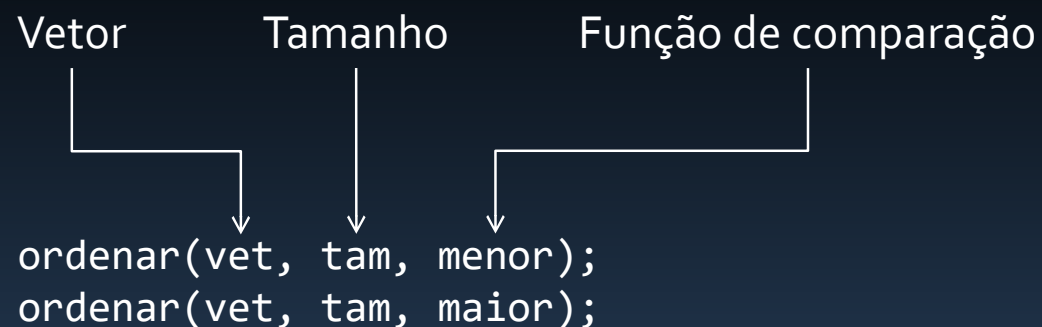 Vetor Tamanho Função de comparação
ordenar(vet, tam, menor);
ordenar(vet, tam, maior);